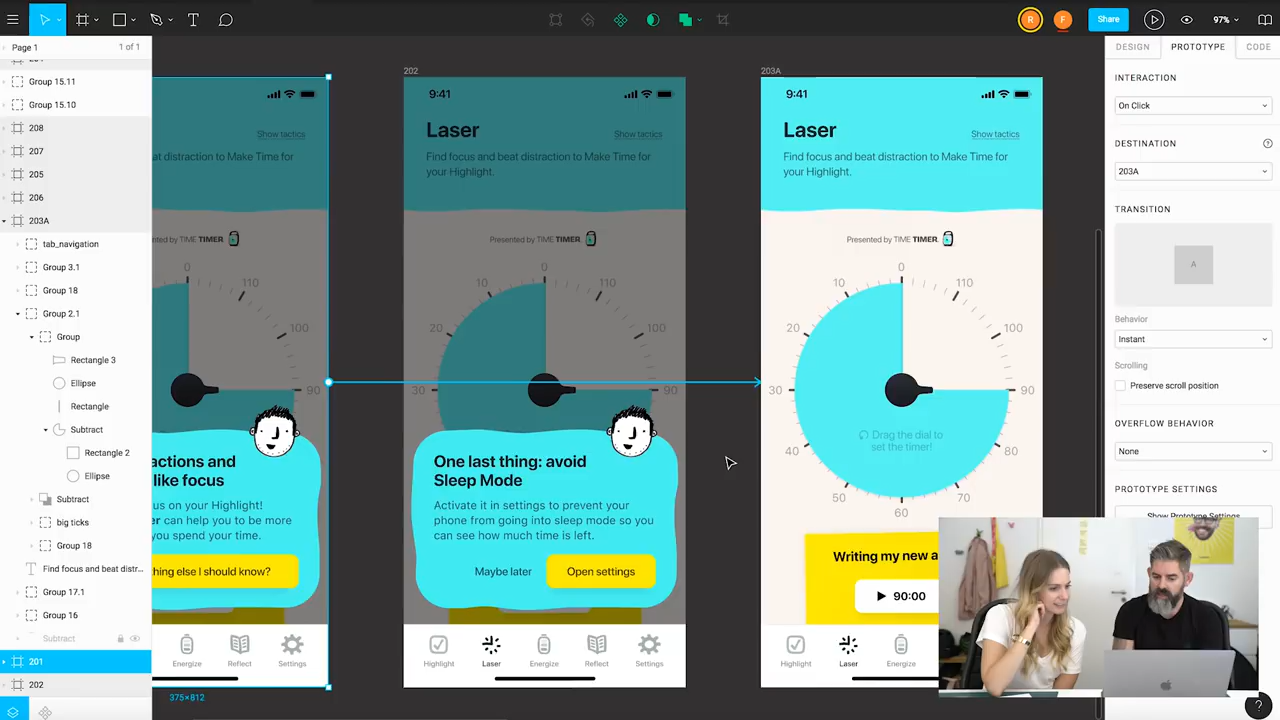 R
F
Share
97%
Page 1
1 of 1
Group 15.11
Group 15.10
208
207
205
206
203A
tab_navigation
Group 3.1
Group 18
Group 2.1
Group
Rectangle 3
Ellipse
Rectangle
Subtract
Rectangle 2
Ellipse
Subtract
big ticks
Group 18
Find focus and beat distr...
Group 17.1
Group 16
Subtract
201
202
Show tactics
at distraction to Make Time for
nted by TIME TIMER.
0
110
100
90
actions and
like focus
us on your Highlight!
er can help you to be more
you spend your time.
hing else I should know?
Energize
Reflect
Settings
375×812
202
9:41
Laser
Show tactics
Find focus and beat distraction to Make Time for
your Highlight.
Presented by TIME TIMER.
0
10
110
20
100
30
90
One last thing: avoid
Sleep Mode
Activate it in settings to prevent your
phone from going into sleep mode so you
can see how much time is left.
Maybe later
Open settings
Highlight
Laser
Energize
Reflect
Settings
203A
9:41
Laser
Show tactics
Find focus and beat distraction to Make Time for
your Highlight.
Presented by TIME TIMER.
0
10
110
20
100
30
90
40
80
50
70
60
Drag the dial to
set the timer!
Writing my new a
90:00
Highlight
Laser
Energize
DESIGN
PROTOTYPE
CODE
INTERACTION
On Click
DESTINATION
?
203A
TRANSITION
A
Behavior
Instant
Scrolling
Preserve scroll position
OVERFLOW BEHAVIOR
None
PROTOTYPE SETTINGS
Show Prototype Settings
?